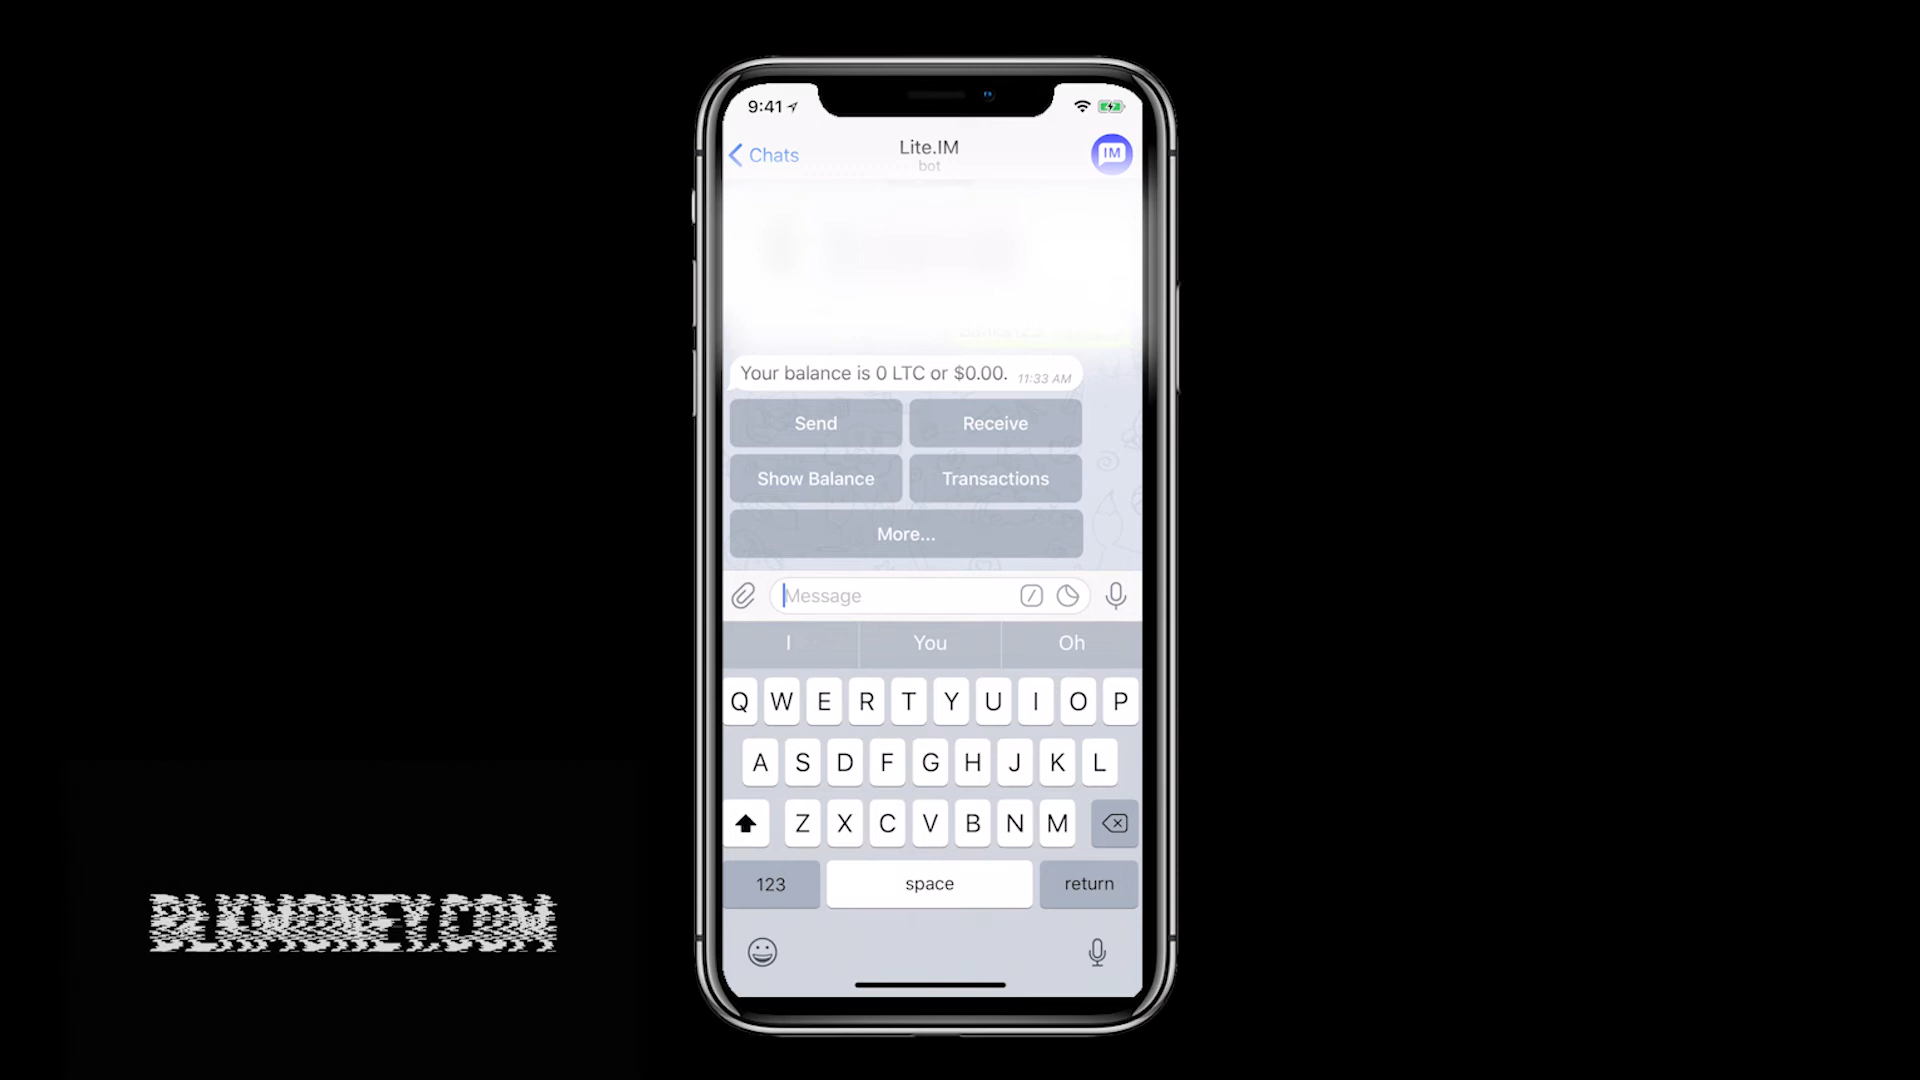 9:41
Chats
Lite.IM
bot
IM
Your balance is 0 LTC or $0.00. 11:33 AM
Send
Receive
Show Balance
Transactions
More...
Message
I
You
Oh
Q W E R T Y U I O P
A S D F G H J K L
Z X C V B N M
123
space
return
BLKMONEY.COM